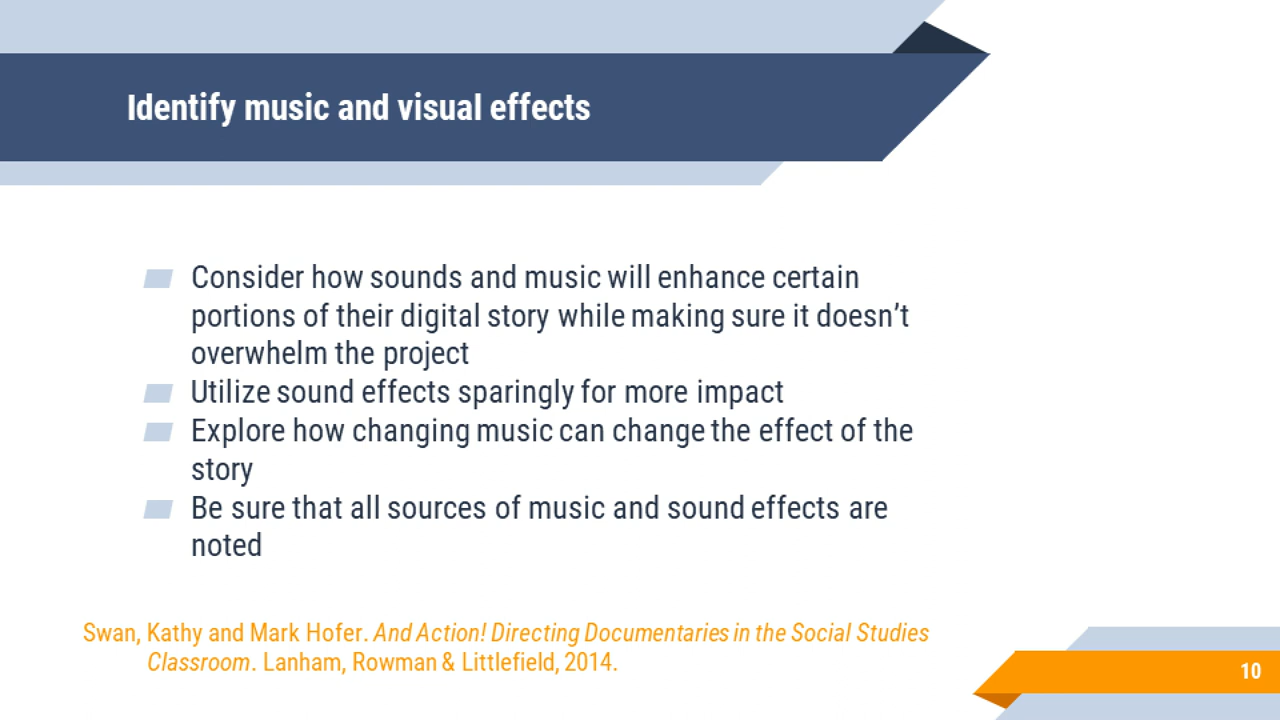 Identify music and visual effects
Consider how sounds and music will enhance certain
portions of their digital story while making sure it doesn’t
overwhelm the project
Utilize sound effects sparingly for more impact
Explore how changing music can change the effect of the
story
Be sure that all sources of music and sound effects are
noted
Swan, Kathy and Mark Hofer. And Action! Directing Documentaries in the Social Studies
Classroom. Lanham, Rowman & Littlefield, 2014.
10